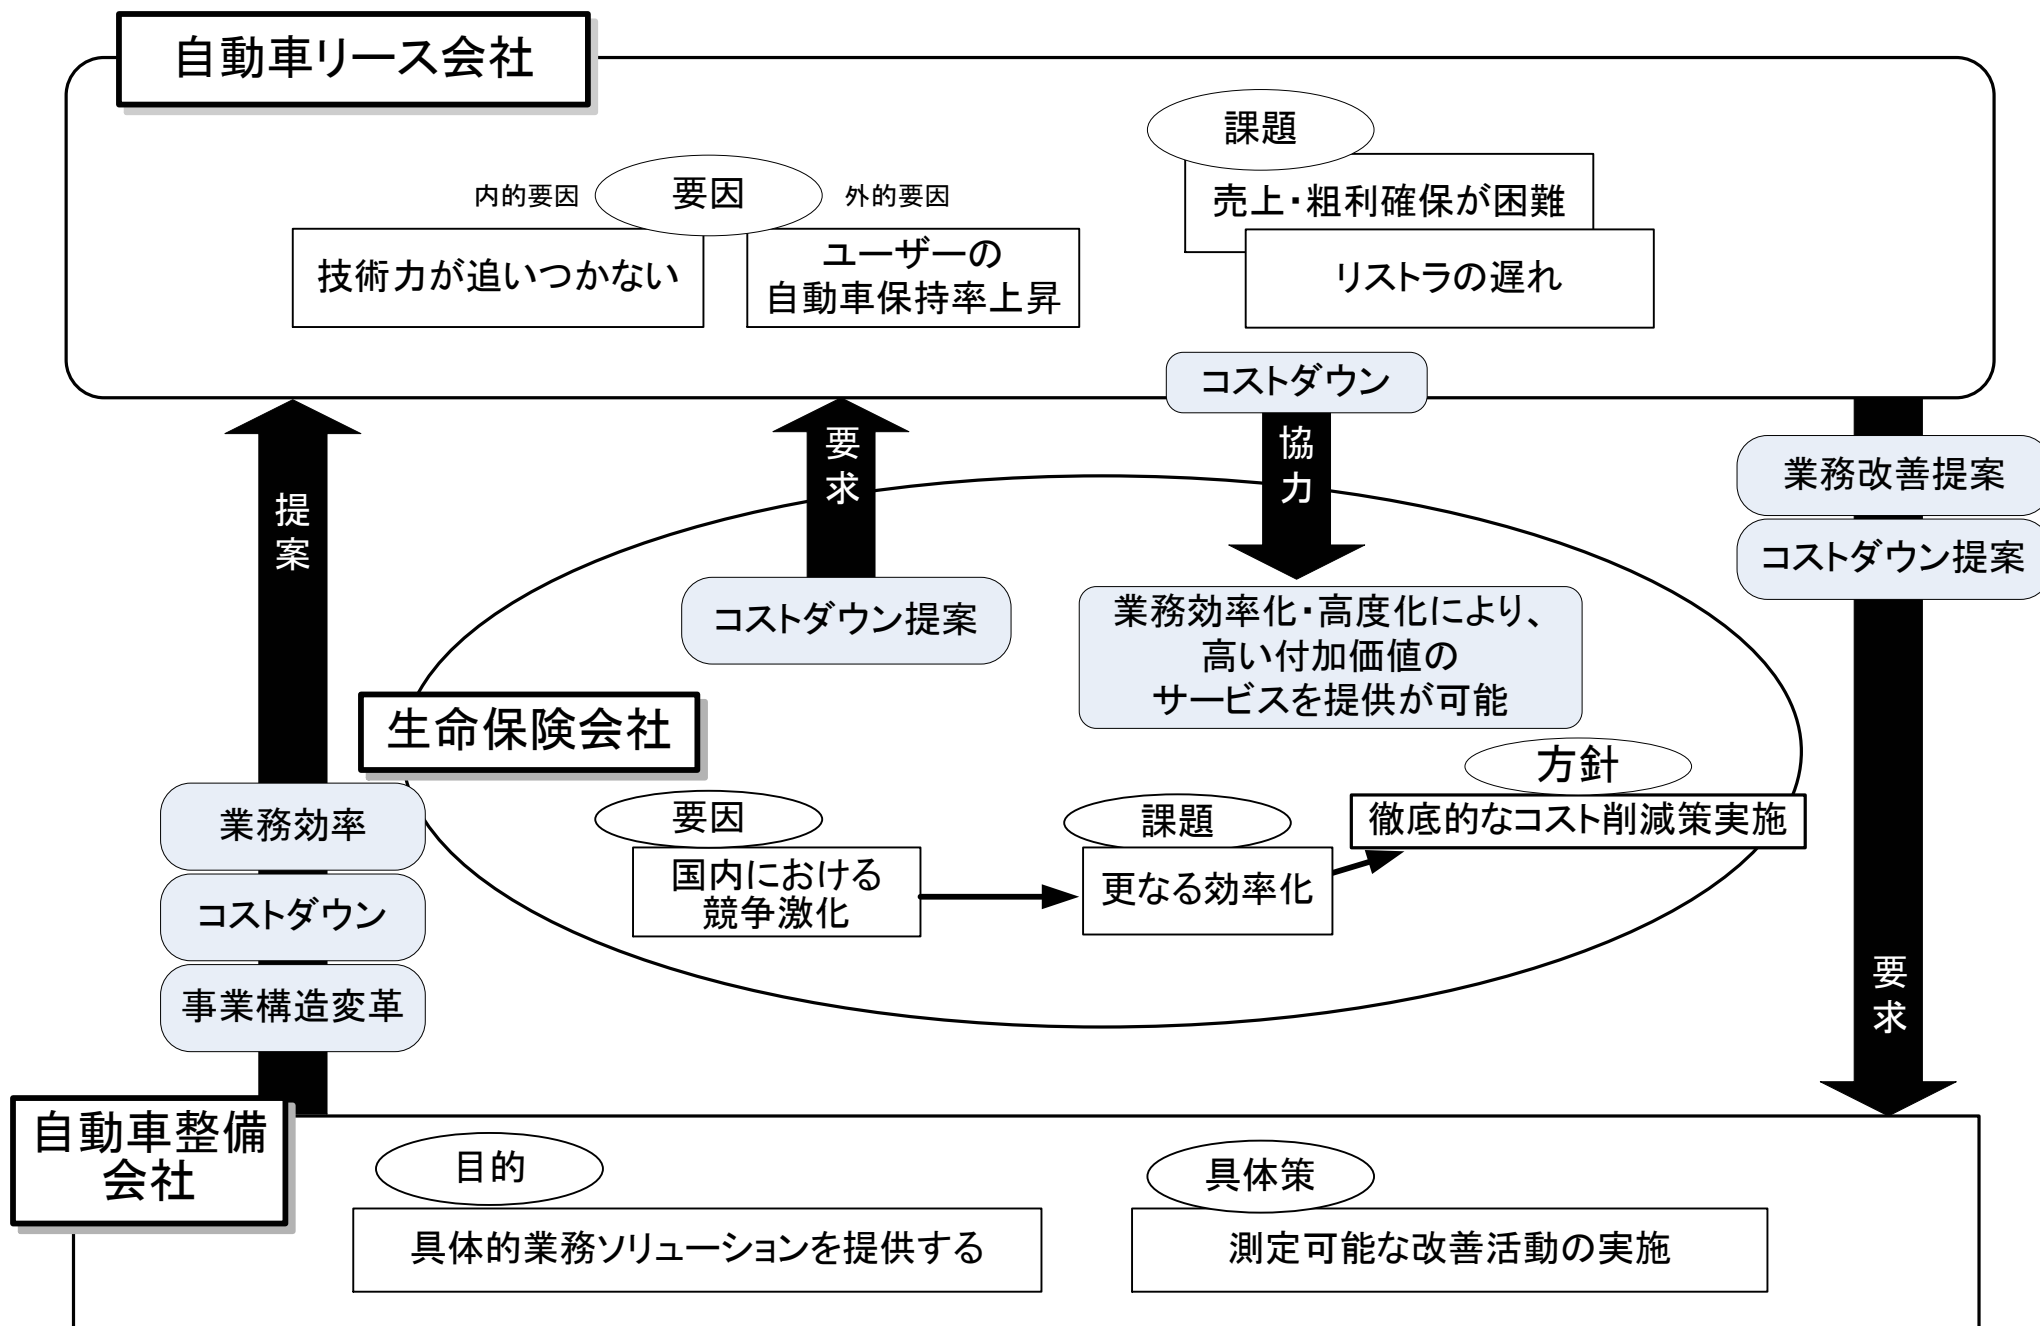 自動車リース会社
課題
売上・粗利確保が困難
リストラの遅れ
内的要因
要因
外的要因
技術力が追いつかない
ユーザーの
自動車保持率上昇
コストダウン
提案
要求
協力
業務改善提案
コストダウン提案
コストダウン提案
業務効率化・高度化により、
高い付加価値の
サービスを提供が可能
生命保険会社
方針
徹底的なコスト削減策実施
要因
国内における
競争激化
課題
更なる効率化
業務効率
コストダウン
事業構造変革
要求
自動車整備
会社
目的
具体的業務ソリューションを提供する
具体策
測定可能な改善活動の実施